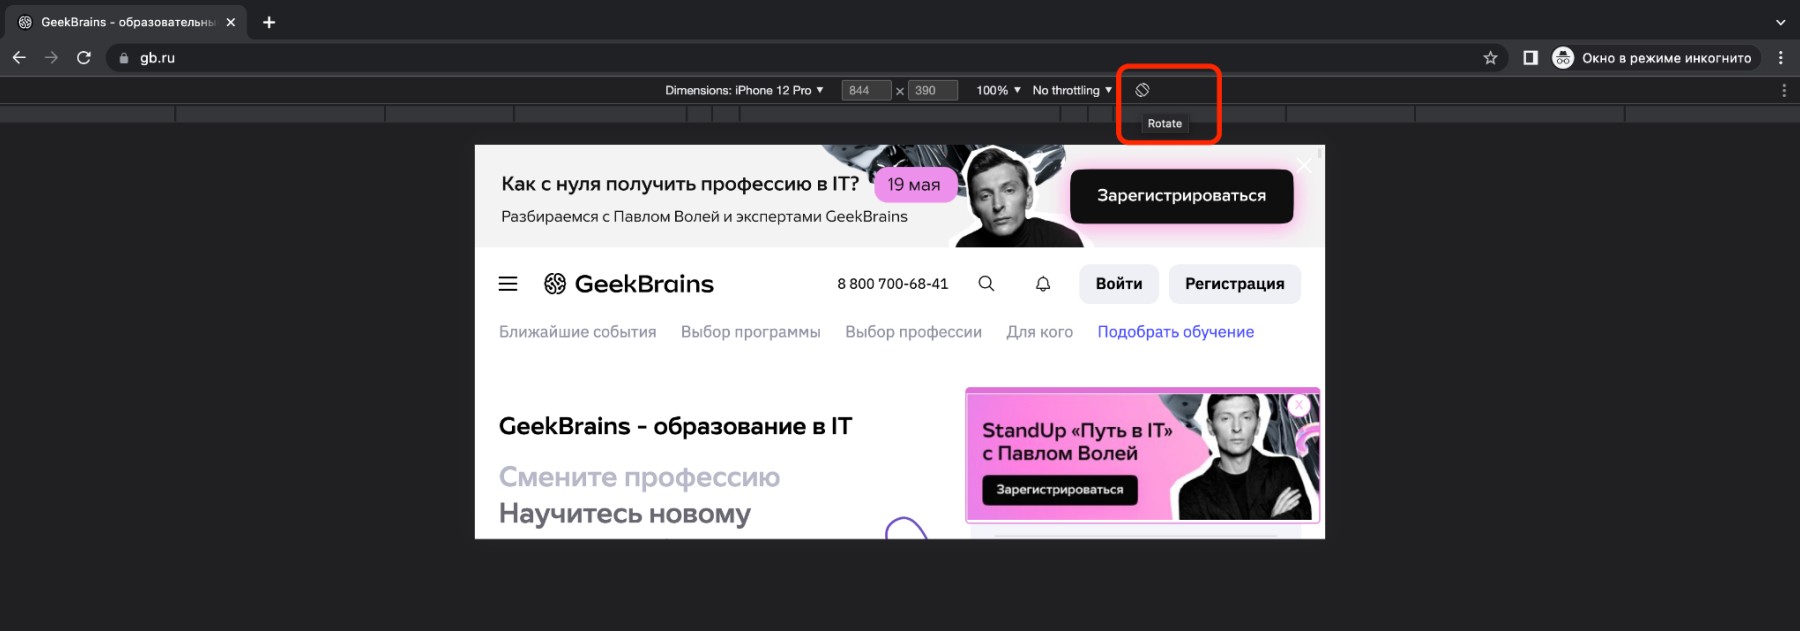 GeekBrains - образовательны
gb.ru
Окно в режиме инкогнито
Dimensions: iPhone 12 Pro ▼ 844 × 390 100% ▼ No throttling ▼
Rotate
Как с нуля получить профессию в IT? 19 мая
Разбираемся с Павлом Волей и экспертами GeekBrains
Зарегистрироваться
GeekBrains 8 800 700-68-41 Войти Регистрация
Ближайшие события Выбор программы Выбор профессии Для кого Подобрать обучение
GeekBrains - образование в IT
Смените профессию
Научитесь новому
StandUp «Путь в IT»
с Павлом Волей
Зарегистрироваться